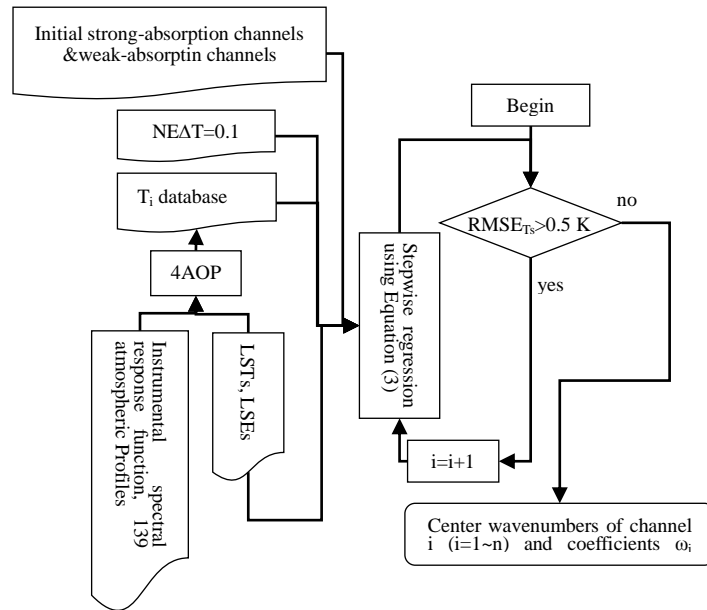 Initial strong-absorption channels
&weak-absorptin channels
NEΔT=0.1
Tᵢ database
4AOP
Instrumental spectral
response function, 139
atmospheric Profiles
LSTs, LSEs
Begin
RMSE_Ts>0.5 K
no
yes
Stepwise regression
using Equation (3)
i=i+1
Center wavenumbers of channel
i (i=1~n) and coefficients ωᵢ